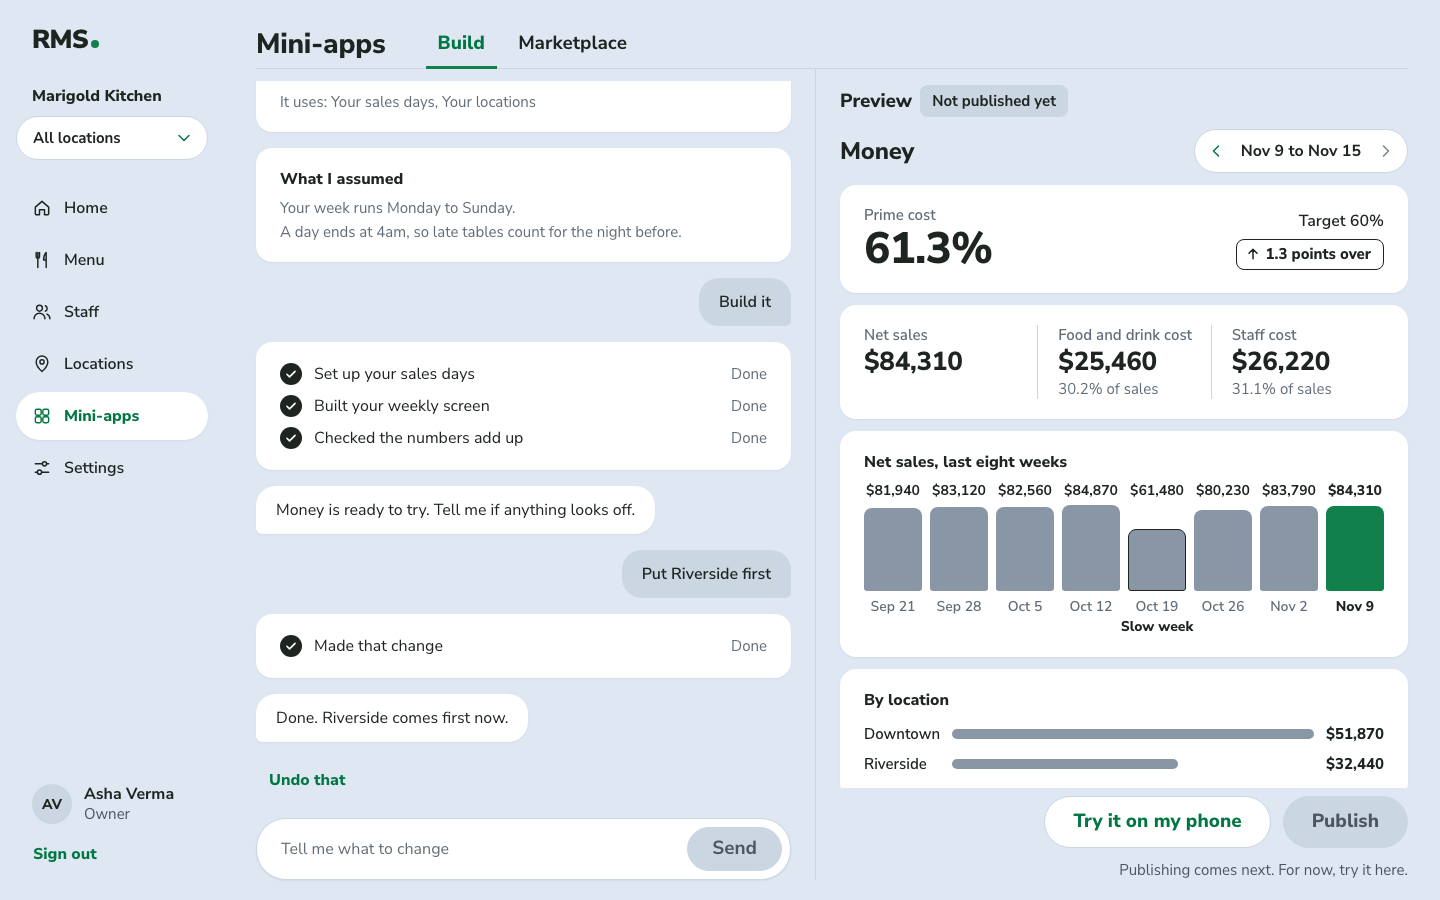 RMS.
Marigold Kitchen
All locations
Home
Menu
Staff
Locations
Mini-apps
Settings
AV
Asha Verma
Owner
Sign out
Mini-apps
Build
Marketplace
It uses: Your sales days, Your locations
What I assumed
Your week runs Monday to Sunday.
A day ends at 4am, so late tables count for the night before.
Build it
Set up your sales days Done
Built your weekly screen Done
Checked the numbers add up Done
Money is ready to try. Tell me if anything looks off.
Put Riverside first
Made that change Done
Done. Riverside comes first now.
Undo that
Tell me what to change
Send
Preview
Not published yet
Money
Nov 9 to Nov 15
Prime cost
61.3%
Target 60%
1.3 points over
Net sales
$84,310
Food and drink cost
$25,460
30.2% of sales
Staff cost
$26,220
31.1% of sales
Net sales, last eight weeks
$81,940 $83,120 $82,560 $84,870 $61,480 $80,230 $83,790 $84,310
Sep 21 Sep 28 Oct 5 Oct 12 Oct 19 Oct 26 Nov 2 Nov 9
Slow week
By location
Downtown $51,870
Riverside $32,440
Try it on my phone
Publish
Publishing comes next. For now, try it here.